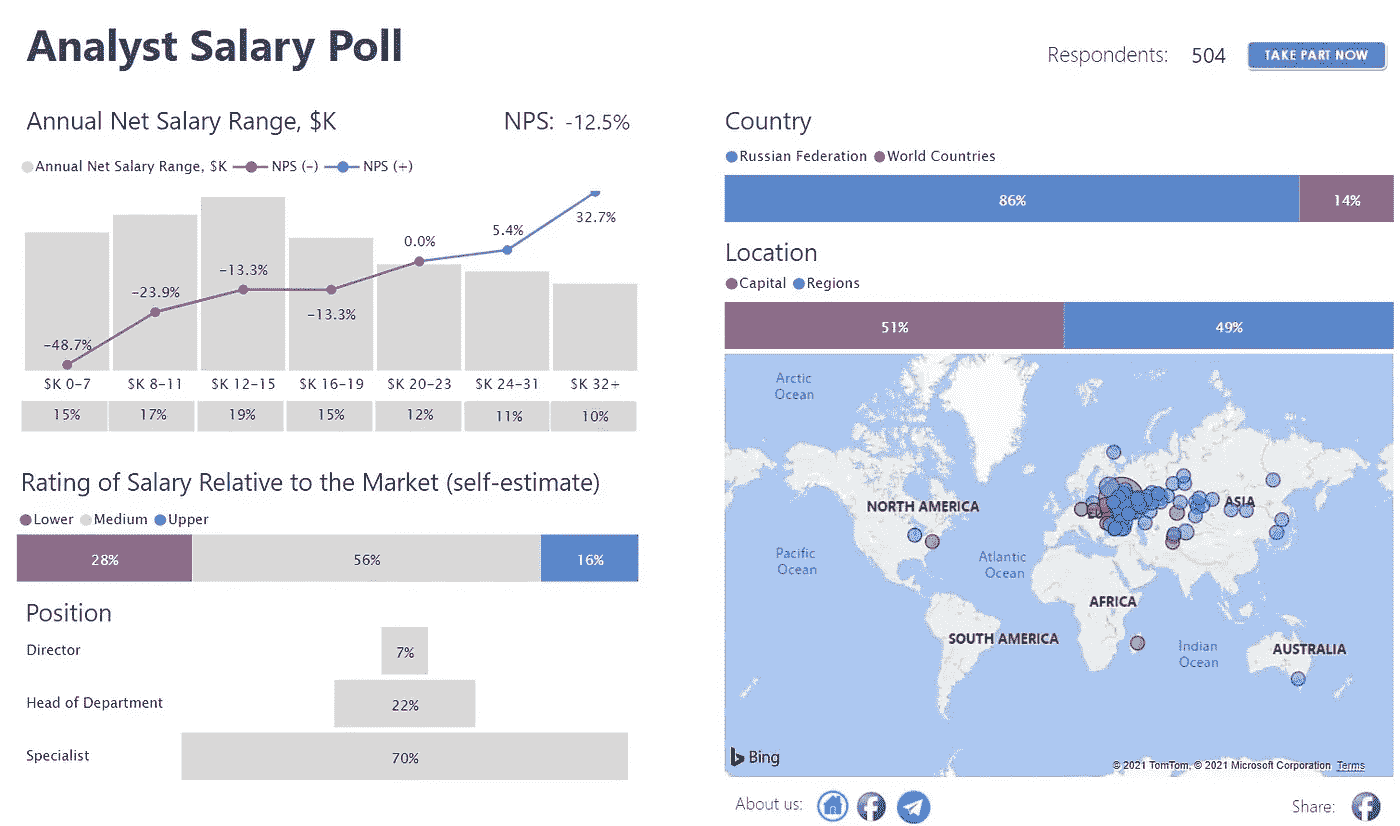 Analyst Salary Poll
Respondents: 504 TAKE PART NOW
Annual Net Salary Range, $K NPS: -12.5%
Annual Net Salary Range, $K NPS (-) NPS (+)
-48.7% -23.9% -13.3% -13.3% 0.0% 5.4% 32.7%
$K 0-7 $K 8-11 $K 12-15 $K 16-19 $K 20-23 $K 24-31 $K 32+
15% 17% 19% 15% 12% 11% 10%
Rating of Salary Relative to the Market (self-estimate)
Lower Medium Upper
28% 56% 16%
Position
Director 7%
Head of Department 22%
Specialist 70%
Country
Russian Federation World Countries
86% 14%
Location
Capital Regions
51% 49%
Arctic
Ocean
NORTH AMERICA
ASIA
Pacific
Ocean
Atlantic
Ocean
AFRICA
SOUTH AMERICA
Indian
Ocean
AUSTRALIA
Bing
© 2021 TomTom, © 2021 Microsoft Corporation Terms
About us:
Share: